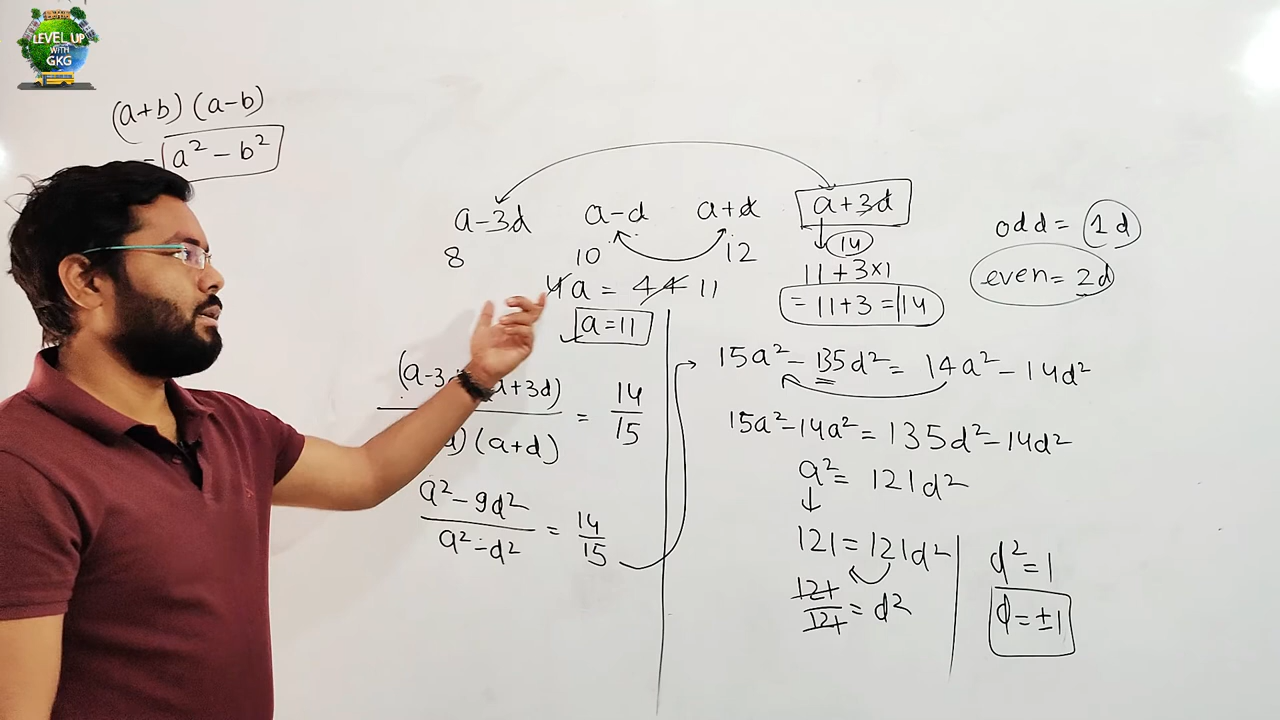 LEVEL UP
WITH
GKG
(a+b) (a-b)
= a² - b²
a-3d a-d a+d a+3d
8 10 12 14
4a = 44 11
a=11
11+3×1
= 11+3 = 14
odd = 1d
even = 2d
(a-3 a+3d) = 14/15
) (a+d)
a²-9d² / a²-d² = 14/15
15a² - 135d² = 14a² - 14d²
15a²-14a² = 135d²-14d²
a² = 121d²
121 = 121d²
121/121 = d²
d² = 1
d = ±1